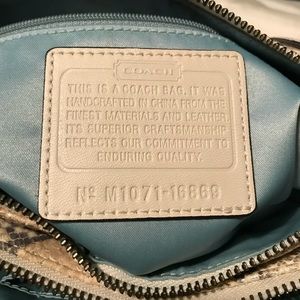 COACH
THIS IS A COACH BAG. IT WAS
HANDCRAFTED IN CHINA FROM THE
FINEST MATERIALS AND LEATHER.
ITS SUPERIOR CRAFTSMANSHIP
REFLECTS OUR COMMITMENT TO
ENDURING QUALITY.
No M1071-16869